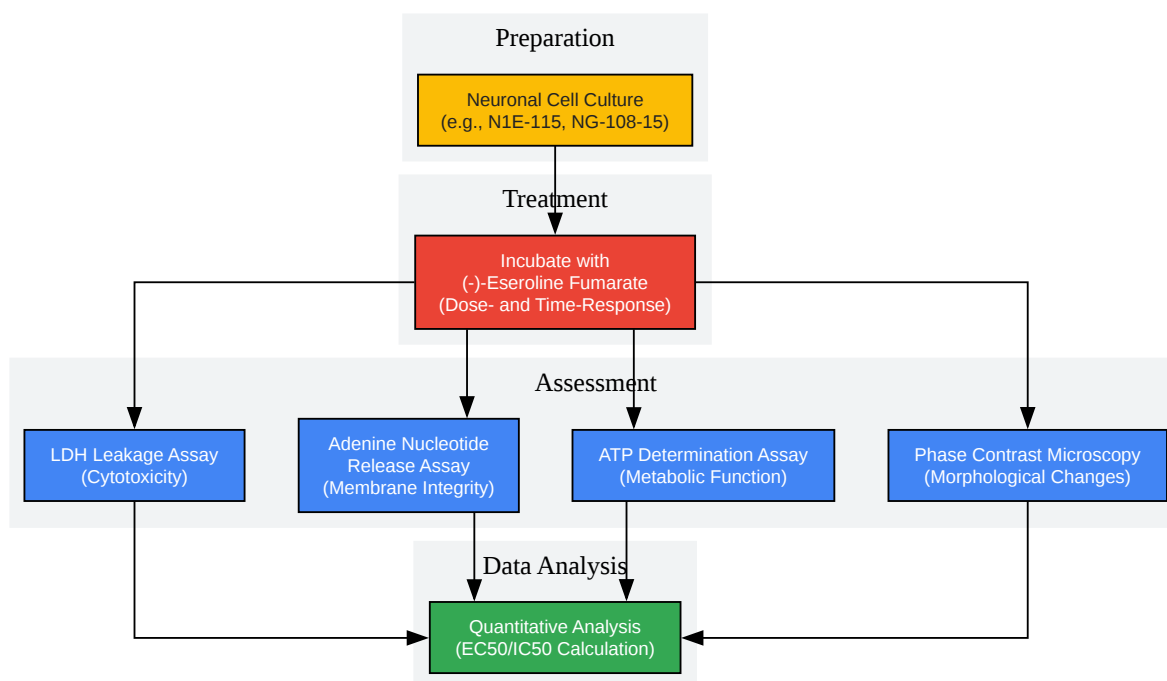 Preparation
Neuronal Cell Culture
(e.g., N1E-115, NG-108-15)
Treatment
Incubate with
(-)-Eseroline Fumarate
(Dose- and Time-Response)
Assessment
LDH Leakage Assay
(Cytotoxicity)
Adenine Nucleotide
Release Assay
(Membrane Integrity)
ATP Determination Assay
(Metabolic Function)
Phase Contrast Microscopy
(Morphological Changes)
Data Analysis
Quantitative Analysis
(EC50/IC50 Calculation)